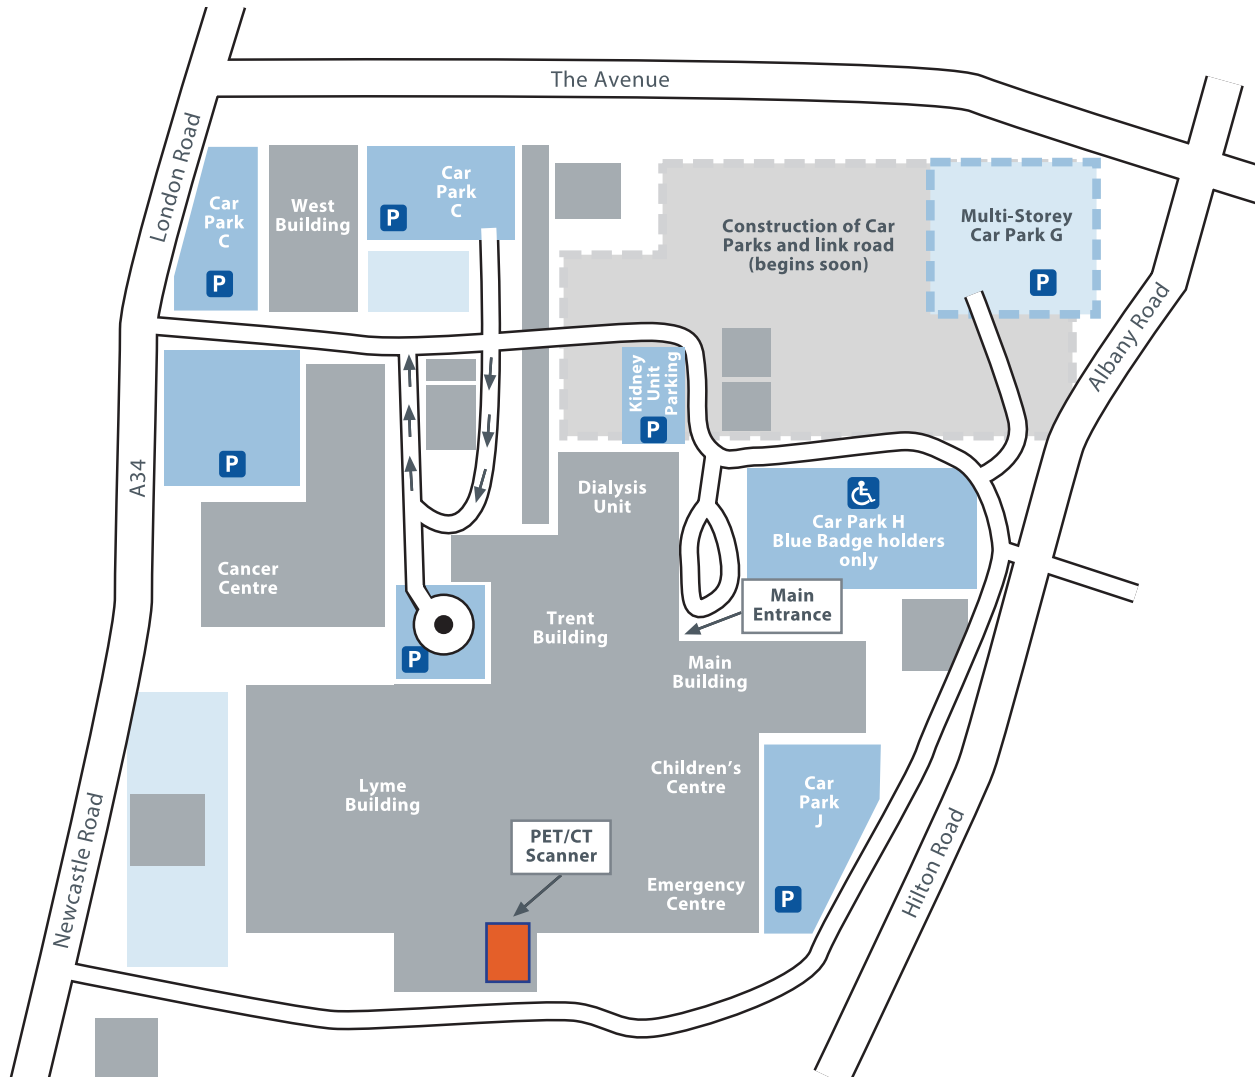 The Avenue
London Road
Car
Park
C
P
West
Building
Car
Park
C
P
Construction of Car
Parks and link road
(begins soon)
Multi-Storey
Car Park G
P
Albany Road
Kidney
Unit
Parking
P
A34
P
Dialysis
Unit
Car Park H
Blue Badge holders
only
Cancer
Centre
Main
Entrance
Trent
Building
P
Main
Building
Children's
Centre
Lyme
Building
Car
Park
J
P
PET/CT
Scanner
Emergency
Centre
Newcastle Road
Hilton Road